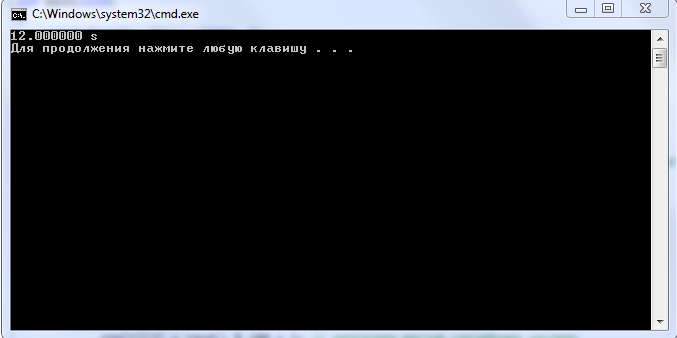 C:\Windows\system32\cmd.exe
12.000000 s
Для продолжения нажмите любую клавишу . . .